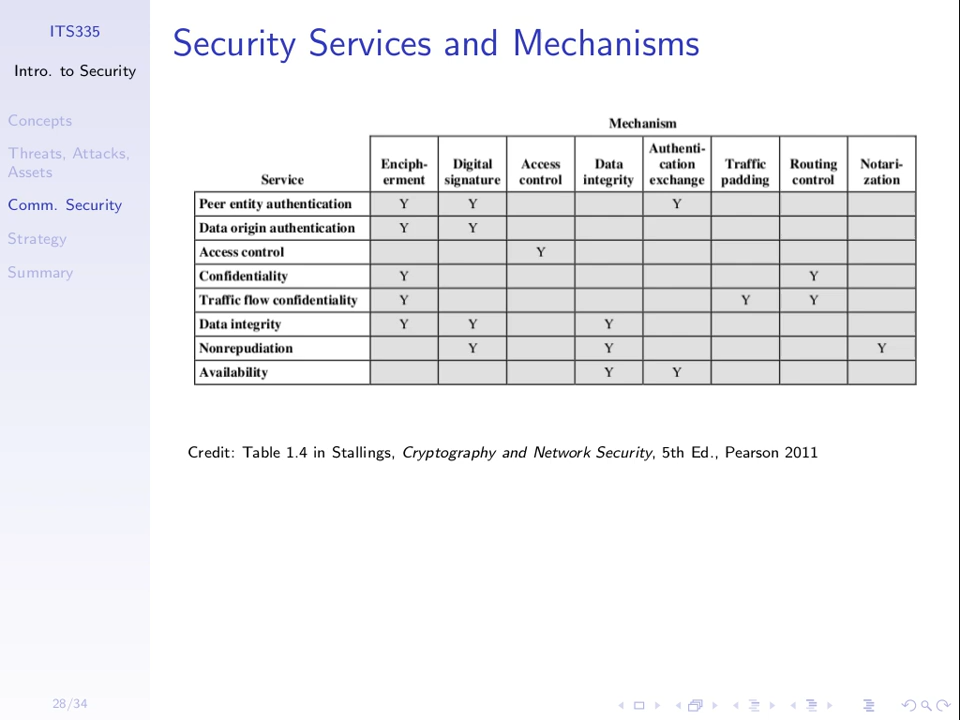 ITS335
Intro. to Security
Concepts
Threats, Attacks,
Assets
Comm. Security
Strategy
Summary
28/34
Security Services and Mechanisms
Mechanism
Service Enciph-erment Digital signature Access control Data integrity Authenti-cation exchange Traffic padding Routing control Notari-zation
Peer entity authentication Y Y Y
Data origin authentication Y Y
Access control Y
Confidentiality Y Y
Traffic flow confidentiality Y Y Y
Data integrity Y Y Y
Nonrepudiation Y Y Y
Availability Y Y
Credit: Table 1.4 in Stallings, Cryptography and Network Security, 5th Ed., Pearson 2011